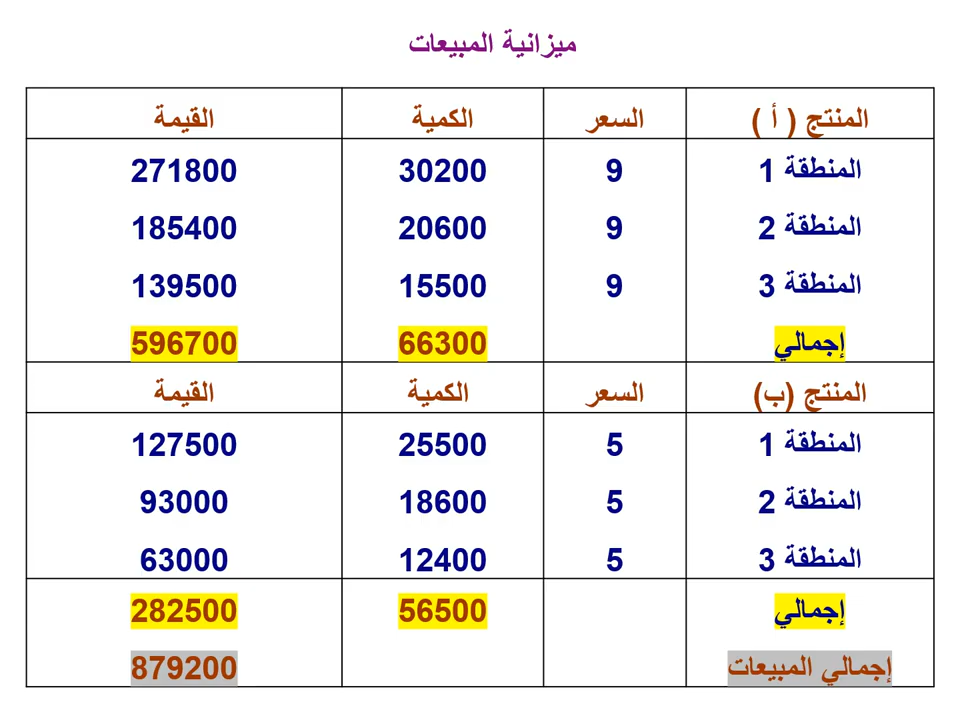 ميزانية المبيعات
المنتج ( أ ) السعر الكمية القيمة
المنطقة 1 9 30200 271800
المنطقة 2 9 20600 185400
المنطقة 3 9 15500 139500
إجمالي 66300 596700
المنتج (ب) السعر الكمية القيمة
المنطقة 1 5 25500 127500
المنطقة 2 5 18600 93000
المنطقة 3 5 12400 63000
إجمالي 56500 282500
إجمالي المبيعات 879200